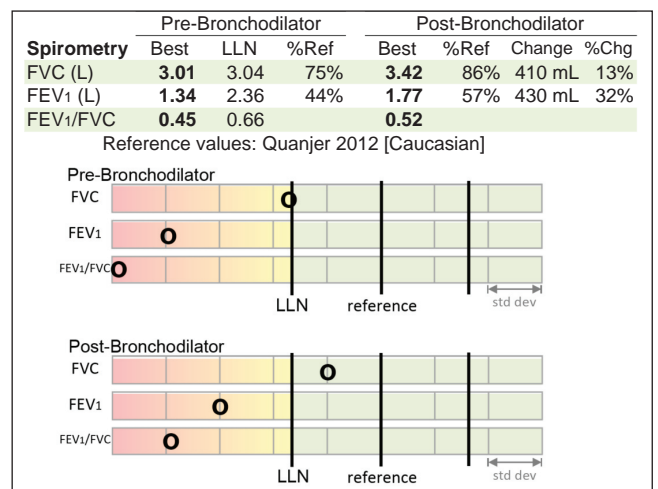 Pre-Bronchodilator Post-Bronchodilator
Spirometry Best LLN %Ref Best %Ref Change %Chg
FVC (L) 3.01 3.04 75% 3.42 86% 410 mL 13%
FEV1 (L) 1.34 2.36 44% 1.77 57% 430 mL 32%
FEV1/FVC 0.45 0.66 0.52
Reference values: Quanjer 2012 [Caucasian]
Pre-Bronchodilator
FVC
FEV1
FEV1/FVC
LLN reference std dev
Post-Bronchodilator
FVC
FEV1
FEV1/FVC
LLN reference std dev